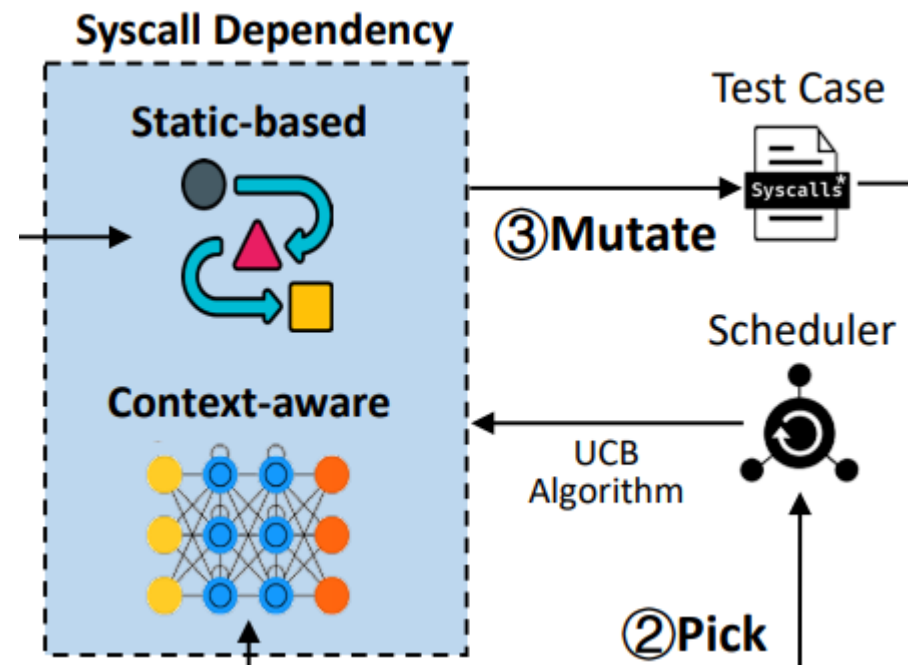 Syscall Dependency
Static-based
Context-aware
③Mutate
Test Case
Syscalls*
Scheduler
UCB
Algorithm
②Pick